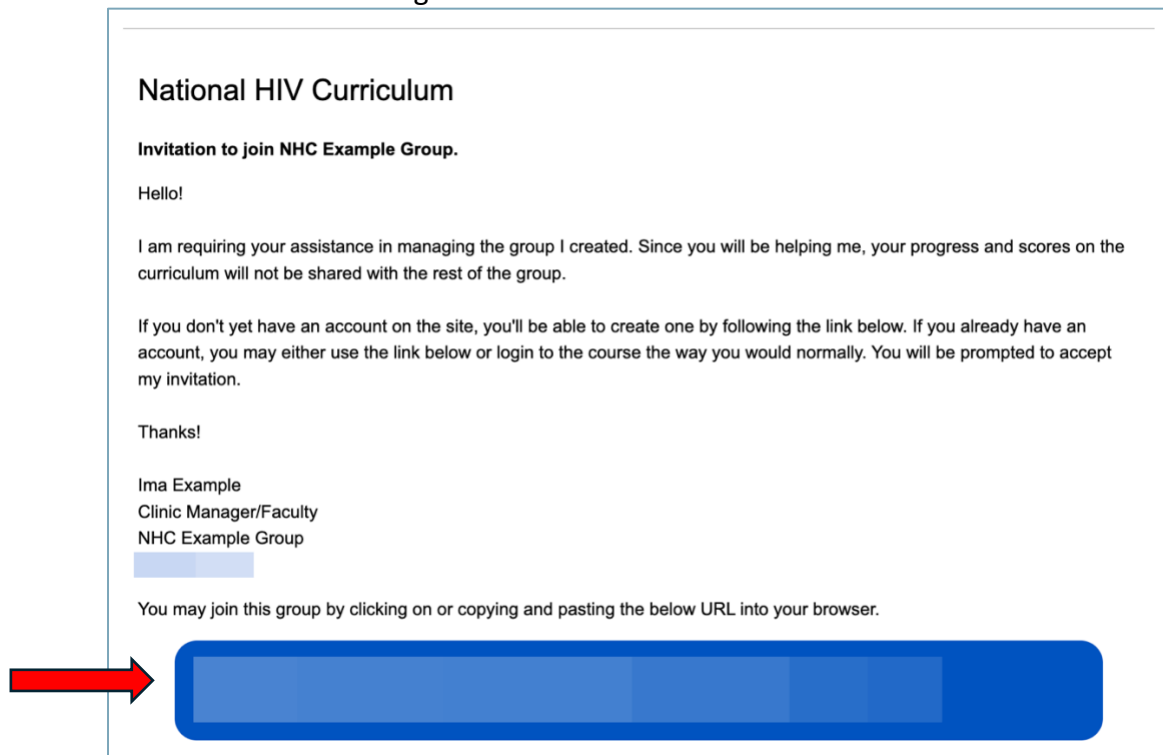 National HIV Curriculum
Invitation to join NHC Example Group.
Hello!
I am requiring your assistance in managing the group I created. Since you will be helping me, your progress and scores on the
curriculum will not be shared with the rest of the group.
If you don't yet have an account on the site, you'll be able to create one by following the link below. If you already have an
account, you may either use the link below or login to the course the way you would normally. You will be prompted to accept
my invitation.
Thanks!
Ima Example
Clinic Manager/Faculty
NHC Example Group
You may join this group by clicking on or copying and pasting the below URL into your browser.